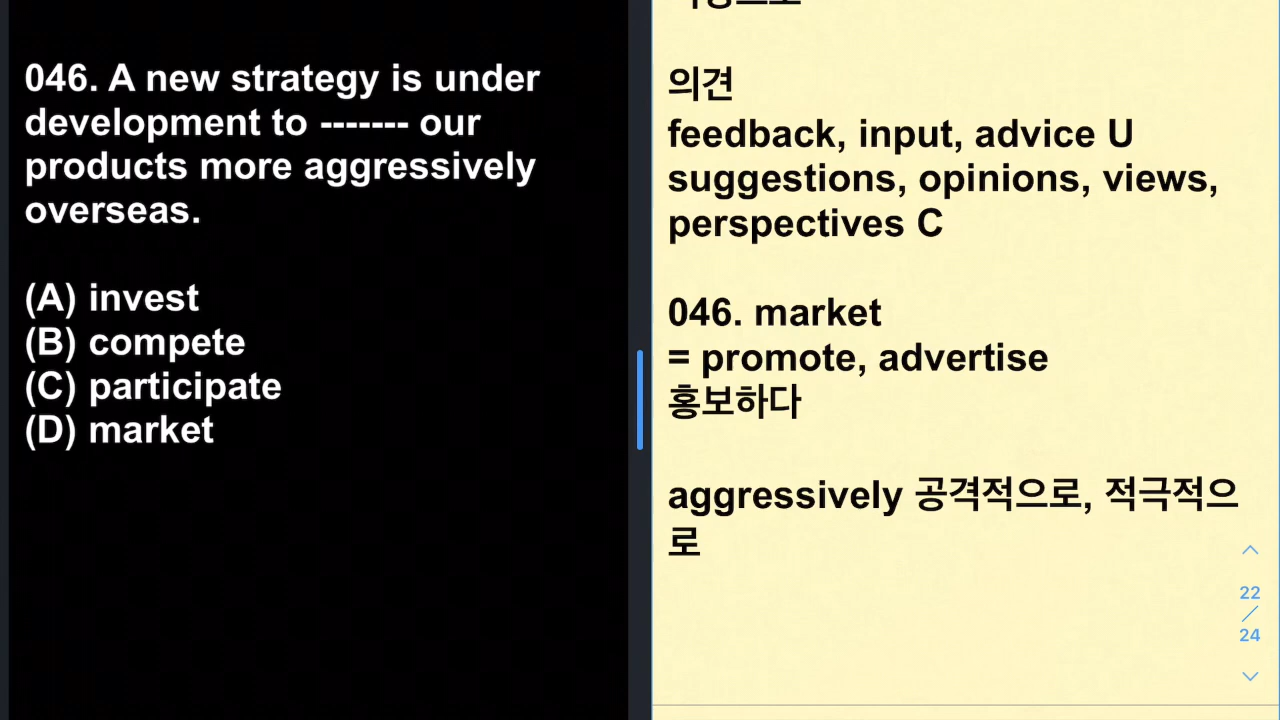 046. A new strategy is under
development to ------- our
products more aggressively
overseas.
(A) invest
(B) compete
(C) participate
(D) market
의견
feedback, input, advice U
suggestions, opinions, views,
perspectives C
046. market
= promote, advertise
홍보하다
aggressively 공격적으로, 적극적으
로
22
/
24